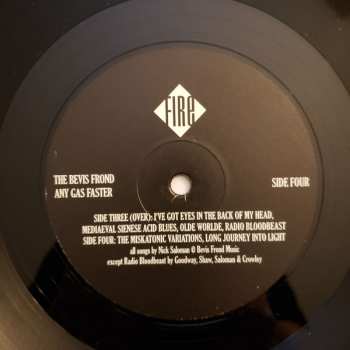 FIRE
THE BEVIS FROND
ANY GAS FASTER
SIDE FOUR
SIDE THREE (OVER): I'VE GOT EYES IN THE BACK OF MY HEAD,
MEDIAEVAL SIENESE ACID BLUES, OLDE WORLDE, RADIO BLOODBEAST
SIDE FOUR: THE MISKATONIC VARIATIONS, LONG JOURNEY INTO LIGHT
all songs by Nick Saloman © Bevis Frond Music
except Radio Bloodbeast by Goodway, Shaw, Saloman & Crowley